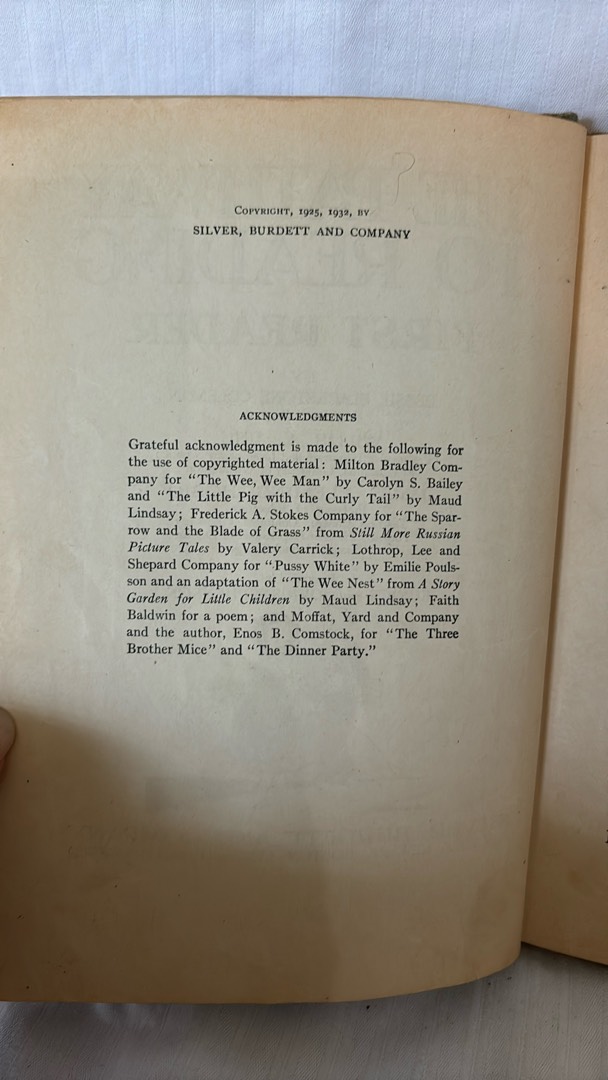 COPYRIGHT, 1925, 1932, BY
SILVER, BURDETT AND COMPANY
ACKNOWLEDGMENTS
Grateful acknowledgment is made to the following for
the use of copyrighted material: Milton Bradley Com-
pany for "The Wee, Wee Man" by Carolyn S. Bailey
and "The Little Pig with the Curly Tail" by Maud
Lindsay; Frederick A. Stokes Company for "The Spar-
row and the Blade of Grass" from Still More Russian
Picture Tales by Valery Carrick; Lothrop, Lee and
Shepard Company for "Pussy White" by Emilie Pouls-
son and an adaptation of "The Wee Nest" from A Story
Garden for Little Children by Maud Lindsay; Faith
Baldwin for a poem; and Moffat, Yard and Company
and the author, Enos B. Comstock, for "The Three
Brother Mice" and "The Dinner Party."